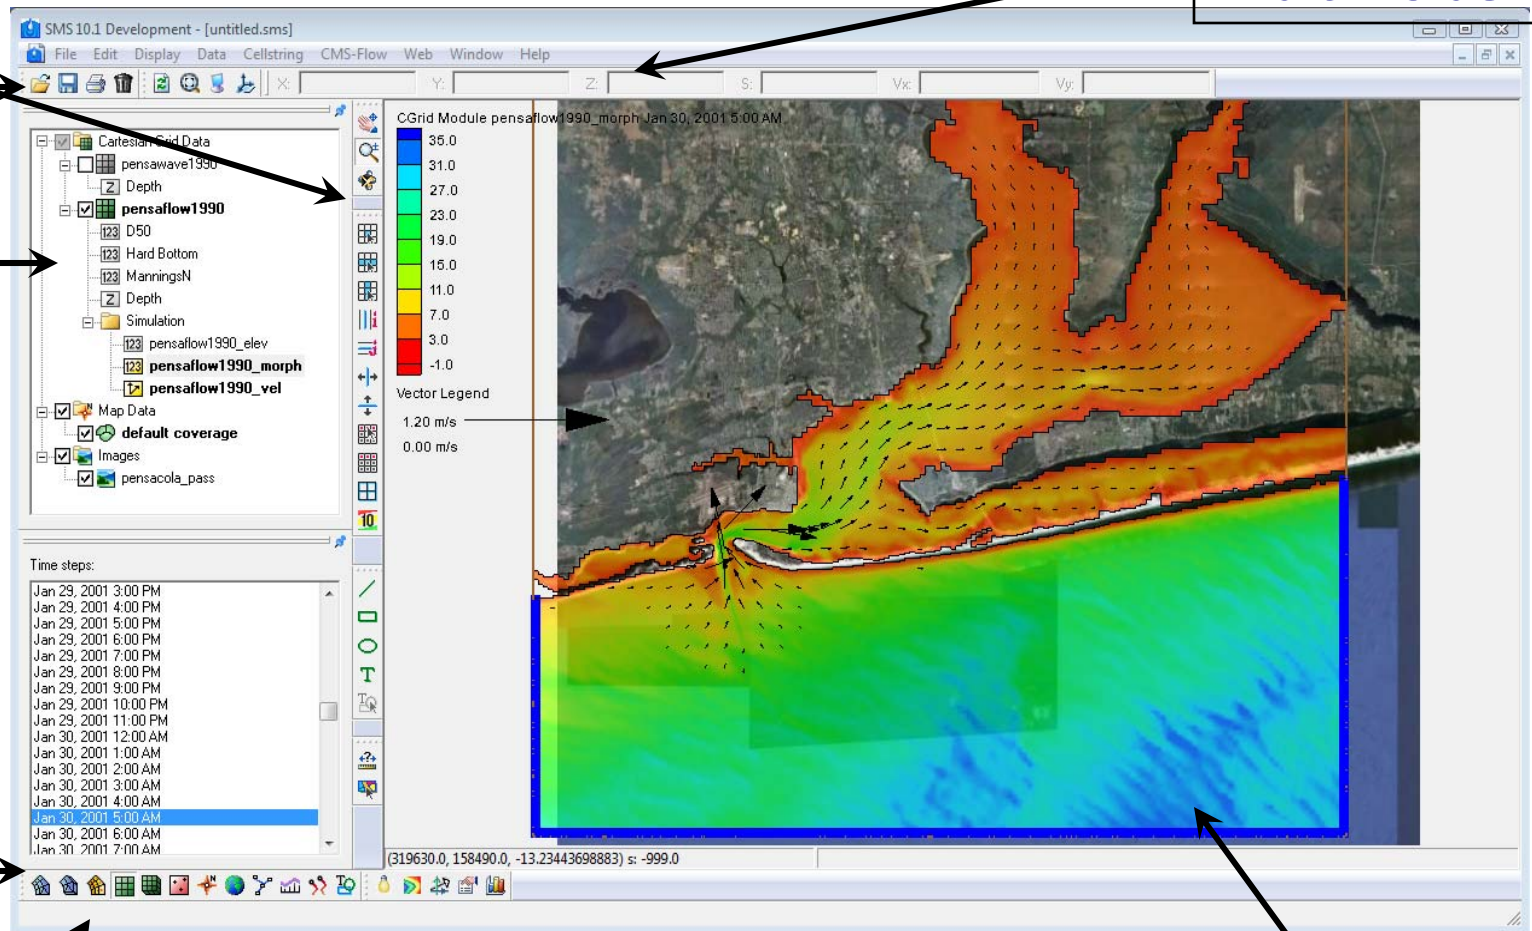 SMS 10.1 Development - [untitled.sms]
File Edit Display Data Cellstring CMS-Flow Web Window Help
X: Y: Z: S: Vx: Vy:
Cartesian Grid Data
pensawave1990
Z Depth
pensaflow1990
123 D50
123 Hard Bottom
123 ManningsN
Z Depth
Simulation
123 pensaflow1990_elev
123 pensaflow1990_morph
pensaflow1990_vel
Map Data
default coverage
Images
pensacola_pass
Time steps:
Jan 29, 2001 3:00 PM
Jan 29, 2001 4:00 PM
Jan 29, 2001 5:00 PM
Jan 29, 2001 6:00 PM
Jan 29, 2001 7:00 PM
Jan 29, 2001 8:00 PM
Jan 29, 2001 9:00 PM
Jan 29, 2001 10:00 PM
Jan 29, 2001 11:00 PM
Jan 30, 2001 12:00 AM
Jan 30, 2001 1:00 AM
Jan 30, 2001 2:00 AM
Jan 30, 2001 3:00 AM
Jan 30, 2001 4:00 AM
Jan 30, 2001 5:00 AM
Jan 30, 2001 6:00 AM
Jan 30, 2001 7:00 AM
i
j
10
T
CGrid Module pensaflow1990_morph Jan 30, 2001 5:00 AM
35.0
31.0
27.0
23.0
19.0
15.0
11.0
7.0
3.0
-1.0
Vector Legend
1.20 m/s
0.00 m/s
(319630.0, 158490.0, -13.23443698883) s: -999.0